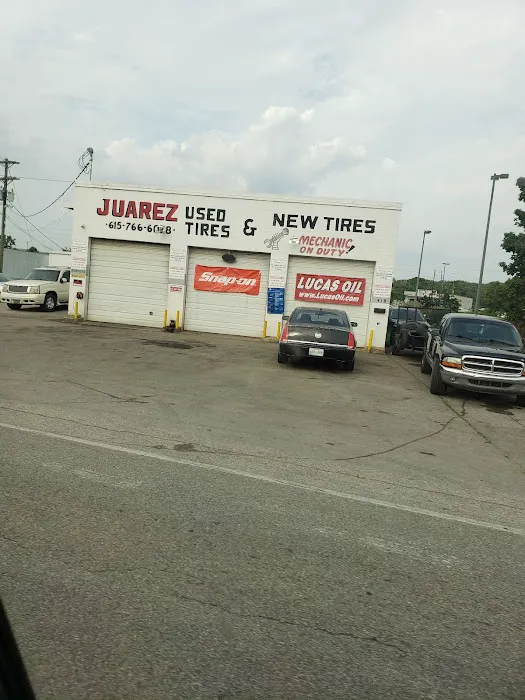 JUAREZ USED TIRES & NEW TIRES
MECHANIC
ON DUTY
Snap-on
LUCAS OIL
www.LucasOil.com